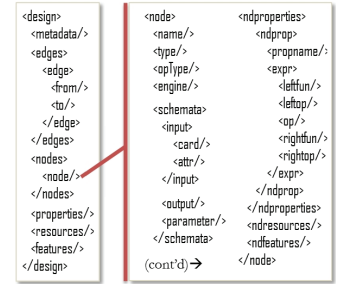 <design>
<metadata/>
<edges>
<edge>
<from/>
<to/>
</edge>
</edges>
<nodes>
<node/>
</nodes>
<properties/>
<resources/>
<features/>
</design>
<node>
<name/>
<type/>
<opType/>
<engine/>
<schemata>
<input>
<card/>
<attr/>
</input>
<output/>
<parameter/>
</schemata>
(cont'd)→
<ndproperties>
<ndprop>
<propname/>
<expr>
<leftfun/>
<leftop/>
<op/>
<rightfun/>
<rightop/>
</expr>
</ndprop>
</ndproperties>
<ndresources/>
<ndfeatures/>
</node>